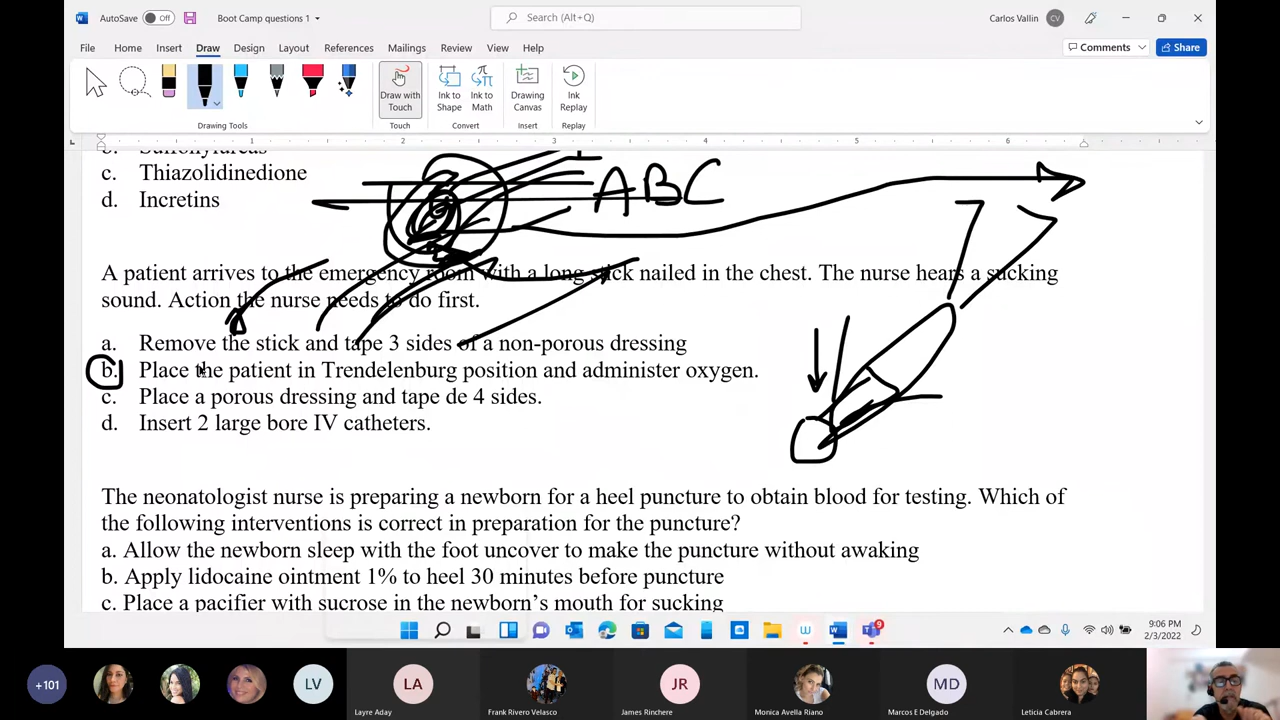 AutoSave Off Boot Camp questions 1 Search (Alt+Q) Carlos Vallin CV
File Home Insert Draw Design Layout References Mailings Review View Help Comments Share
Draw with Touch Ink to Shape Ink to Math Drawing Canvas Ink Replay
Drawing Tools Touch Convert Insert Replay
1 2 3 4 5 6
b. Sulfonylureas
c. Thiazolidinedione
d. Incretins
ABC
A patient arrives to the emergency room with a long stick nailed in the chest. The nurse hears a sucking
sound. Action the nurse needs to do first.
a. Remove the stick and tape 3 sides of a non-porous dressing
b. Place the patient in Trendelenburg position and administer oxygen.
c. Place a porous dressing and tape de 4 sides.
d. Insert 2 large bore IV catheters.
The neonatologist nurse is preparing a newborn for a heel puncture to obtain blood for testing. Which of
the following interventions is correct in preparation for the puncture?
a. Allow the newborn sleep with the foot uncover to make the puncture without awaking
b. Apply lidocaine ointment 1% to heel 30 minutes before puncture
c. Place a pacifier with sucrose in the newborn's mouth for sucking
9 9:06 PM
2/3/2022
+101 LV LA JR MD
Layre Aday Frank Rivero Velasco James Rinchere Monica Avella Riano Marcos E Delgado Leticia Cabrera